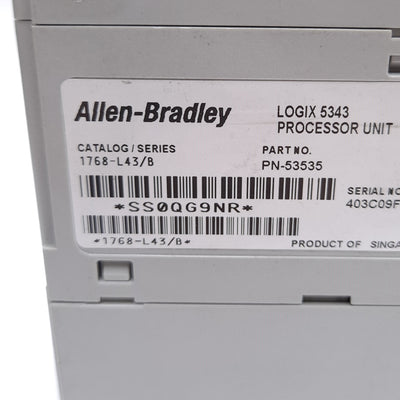 Allen-Bradley
LOGIX 5343
PROCESSOR UNIT
CATALOG / SERIES
1768-L43/B
PART NO.
PN-53535
SERIAL NO
403C09F
*SS0QG9NR*
*1768-L43/B*
PRODUCT OF SINGA